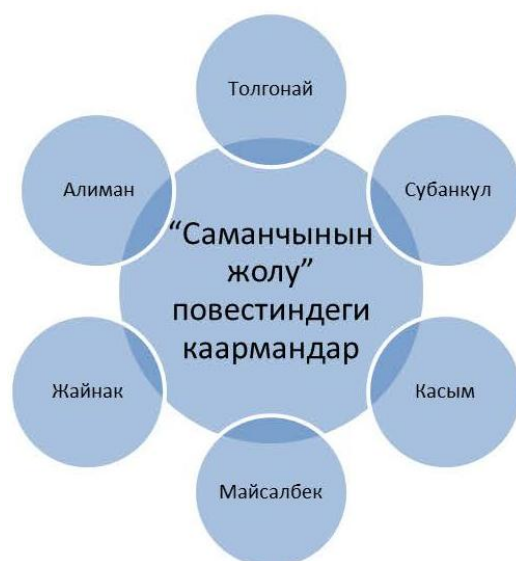 Толгонай
Алиман
Субанкул
“Саманчынын
жолу”
повестиндеги
каармандар
Жайнак
Касым
Майсалбек